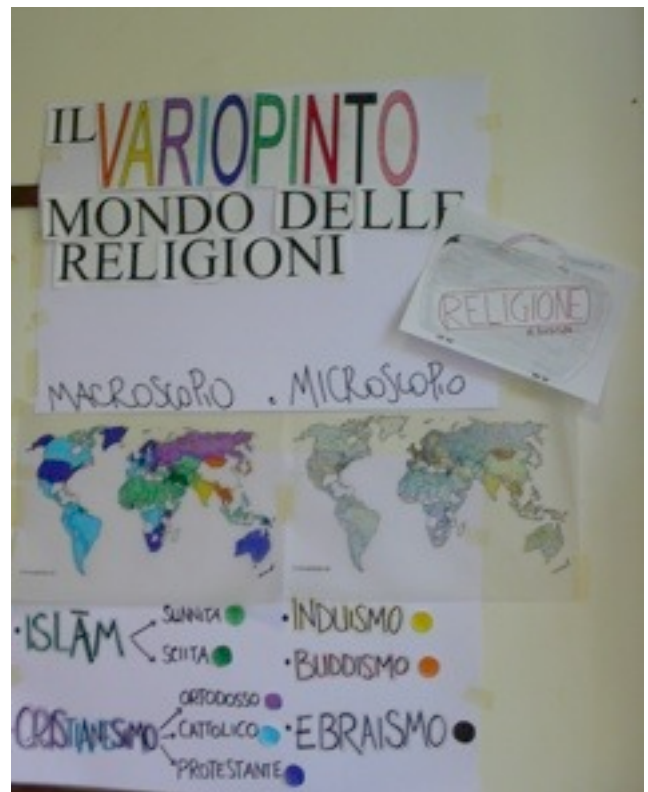 IL VARIOPINTO
MONDO DELLE
RELIGIONI
RELIGIONE
MACROSCOPIO . MICROSCOPIO
·ISLĀM
SUNNITA
SCIITA
·INDUISMO
·BUDDISMO
CRISTIANESIMO
ORTODOSSO
CATTOLICO
PROTESTANTE
·EBRAISMO